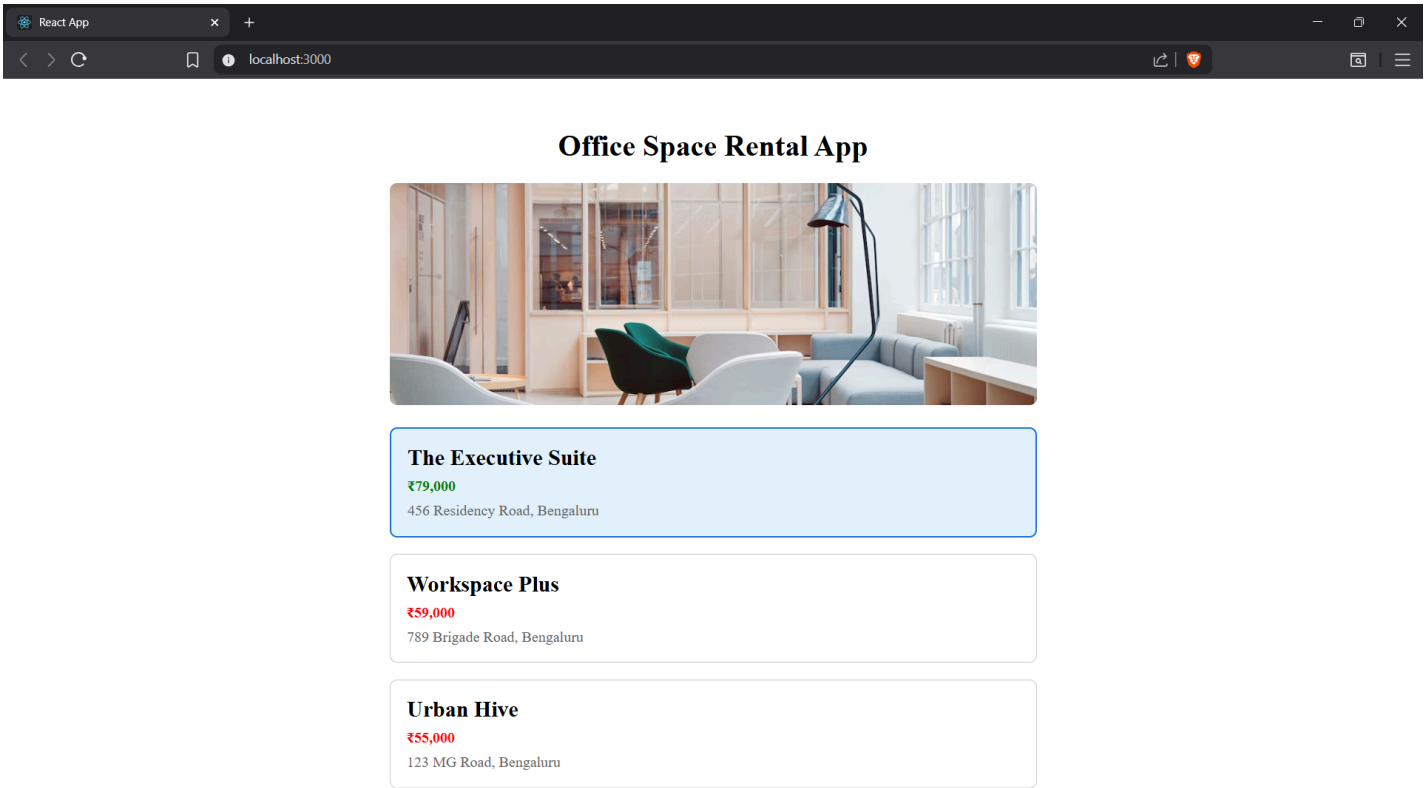 React App
localhost:3000
Office Space Rental App
The Executive Suite
₹79,000
456 Residency Road, Bengaluru
Workspace Plus
₹59,000
789 Brigade Road, Bengaluru
Urban Hive
₹55,000
123 MG Road, Bengaluru